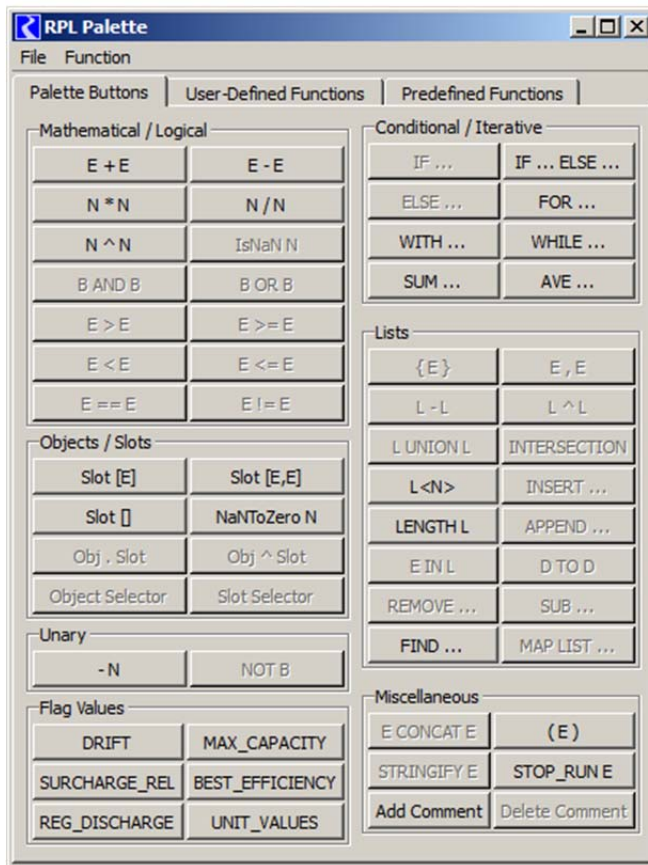 RPL Palette
File Function
Palette Buttons User-Defined Functions Predefined Functions
Mathematical / Logical
E + E E - E
N * N N / N
N ^ N IsNaN N
B AND B B OR B
E > E E >= E
E < E E <= E
E == E E != E
Objects / Slots
Slot [E] Slot [E,E]
Slot [] NaNToZero N
Obj . Slot Obj ^ Slot
Object Selector Slot Selector
Unary
- N NOT B
Flag Values
DRIFT MAX_CAPACITY
SURCHARGE_REL BEST_EFFICIENCY
REG_DISCHARGE UNIT_VALUES
Conditional / Iterative
IF ... IF ... ELSE ...
ELSE ... FOR ...
WITH ... WHILE ...
SUM ... AVE ...
Lists
{E} E , E
L - L L ^ L
L UNION L INTERSECTION
L<N> INSERT ...
LENGTH L APPEND ...
E IN L D TO D
REMOVE ... SUB ...
FIND ... MAP LIST ...
Miscellaneous
E CONCAT E (E)
STRINGIFY E STOP_RUN E
Add Comment Delete Comment